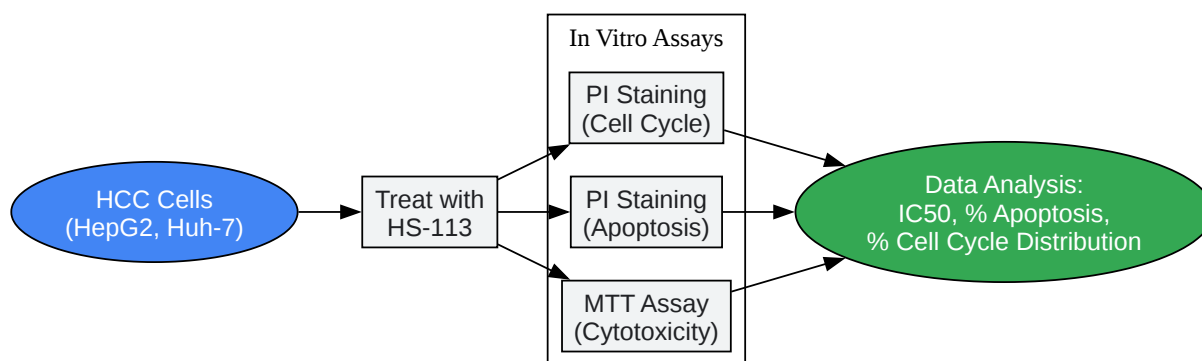 In Vitro Assays
PI Staining
(Cell Cycle)
HCC Cells
(HepG2, Huh-7)
Treat with
HS-113
PI Staining
(Apoptosis)
Data Analysis:
IC50, % Apoptosis,
% Cell Cycle Distribution
MTT Assay
(Cytotoxicity)